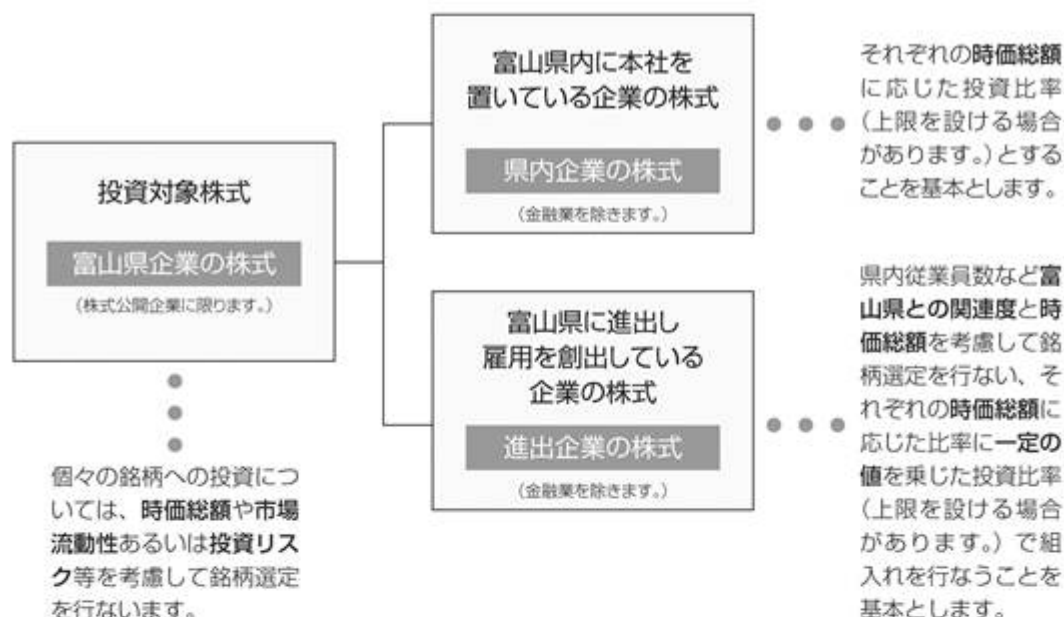 投資対象株式
富山県企業の株式
(株式公開企業に限ります。)
個々の銘柄への投資につ
いては、時価総額や市場
流動性あるいは投資リス
ク等を考慮して銘柄選定
を行ないます。
富山県内に本社を
置いている企業の株式
県内企業の株式
(金融業を除きます。)
それぞれの時価総額
に応じた投資比率
(上限を設ける場合
があります。)とする
ことを基本とします。
富山県に進出し
雇用を創出している
企業の株式
進出企業の株式
(金融業を除きます。)
県内従業員数など富
山県との関連度と時
価総額を考慮して銘
柄選定を行ない、そ
れぞれの時価総額に
応じた比率に一定の
値を乗じた投資比率
(上限を設ける場合
があります。)で組
入れを行なうことを
基本とします。